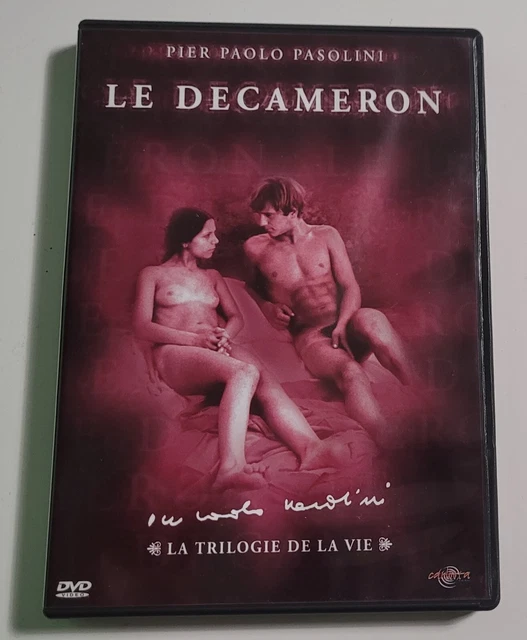 PIER PAOLO PASOLINI
LE DECAMERON
LA TRILOGIE DE LA VIE
DVD
VIDEO